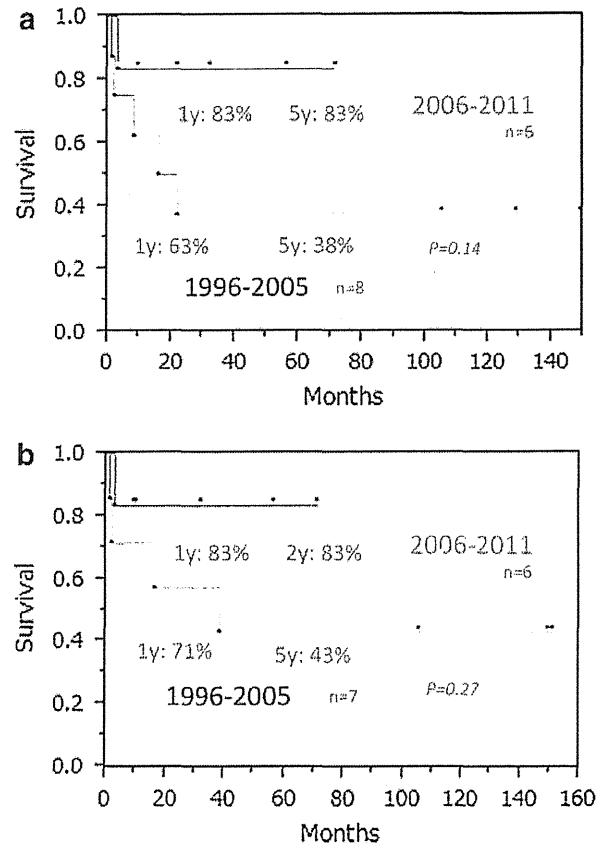 a
1.0
0.8
0.6
0.4
0.2
0.0
Survival
1y: 83% 5y: 83%
2006-2011
n=6
1y: 63% 5y: 38%
P=0.14
1996-2005 n=8
0 20 40 60 80 100 120 140
Months
b
1.0
0.8
0.6
0.4
0.2
0.0
Survival
1y: 83% 2y: 83%
2006-2011
n=6
1y: 71% 5y: 43%
P=0.27
1996-2005 n=7
0 20 40 60 80 100 120 140 160
Months